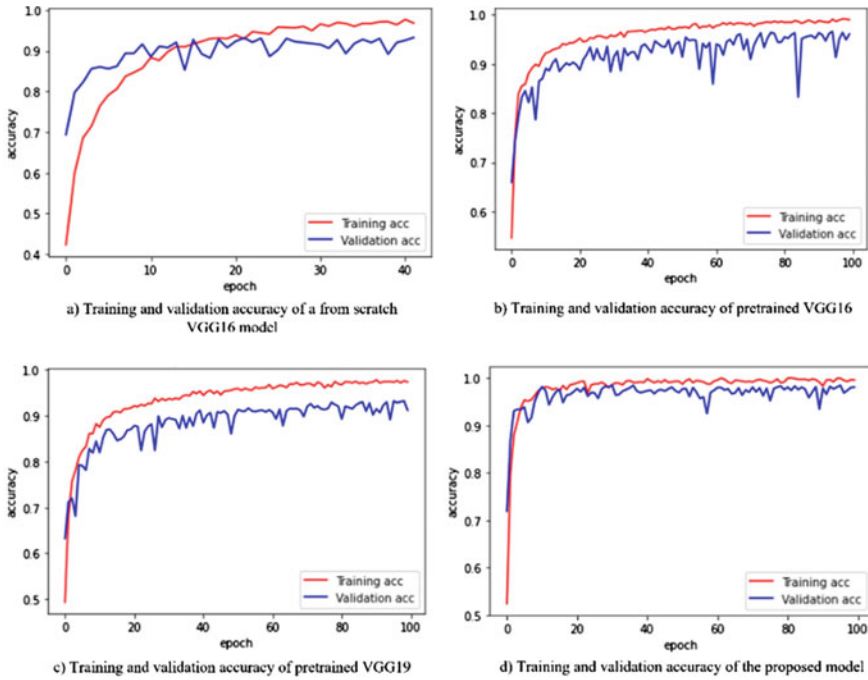 1.0
0.9
0.8
0.7
0.6
0.5
0.4
accuracy
0
10
20
30
40
epoch
Training acc
Validation acc
a) Training and validation accuracy of a from scratch
VGG16 model
1.0
0.9
0.8
0.7
0.6
accuracy
0
20
40
60
80
100
epoch
Training acc
Validation acc
b) Training and validation accuracy of pretrained VGG16
1.0
0.9
0.8
0.7
0.6
0.5
accuracy
0
20
40
60
80
100
epoch
Training acc
Validation acc
c) Training and validation accuracy of pretrained VGG19
1.0
0.9
0.8
0.7
0.6
0.5
accuracy
0
20
40
60
80
100
epoch
Training acc
Validation acc
d) Training and validation accuracy of the proposed model